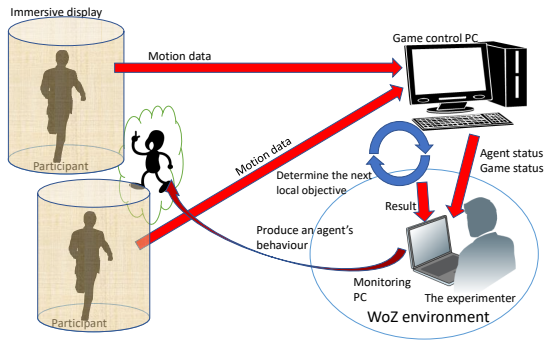 Immersive display
Game control PC
Motion data
Participant
Motion data
Determine the next
local objective
Agent status
Game status
Result
Produce an agent's
behaviour
Monitoring
PC
The experimenter
WoZ environment
Participant